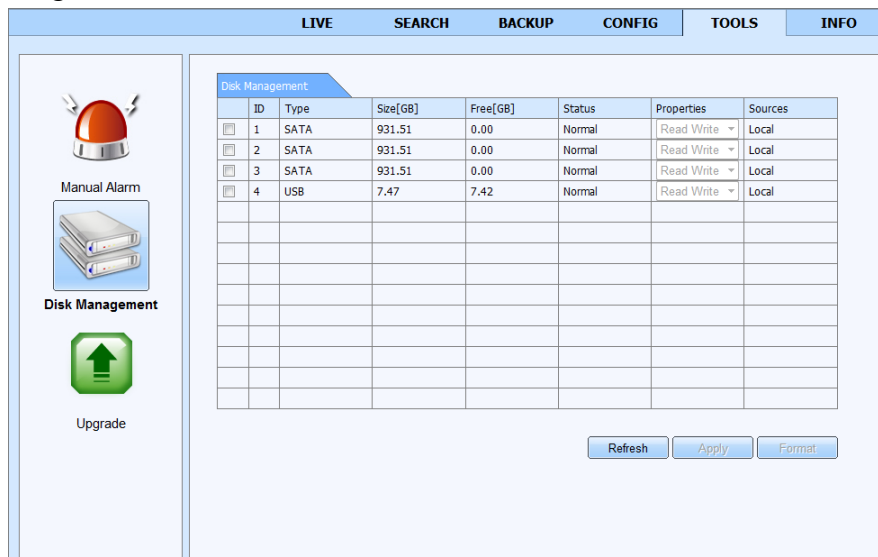 LIVE SEARCH BACKUP CONFIG TOOLS INFO
Manual Alarm
Disk Management
Upgrade
Disk Management
ID Type Size[GB] Free[GB] Status Properties Sources
1 SATA 931.51 0.00 Normal Read Write Local
2 SATA 931.51 0.00 Normal Read Write Local
3 SATA 931.51 0.00 Normal Read Write Local
4 USB 7.47 7.42 Normal Read Write Local
Refresh Apply Format